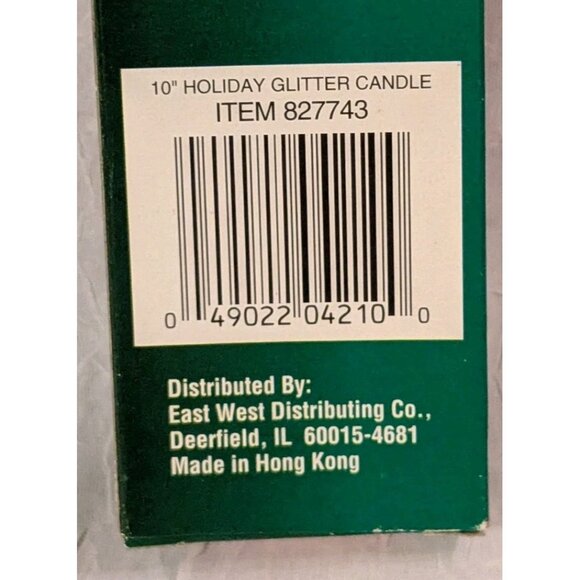 10" HOLIDAY GLITTER CANDLE
ITEM 827743
0 49022 04210 0
Distributed By:
East West Distributing Co.,
Deerfield, IL 60015-4681
Made in Hong Kong